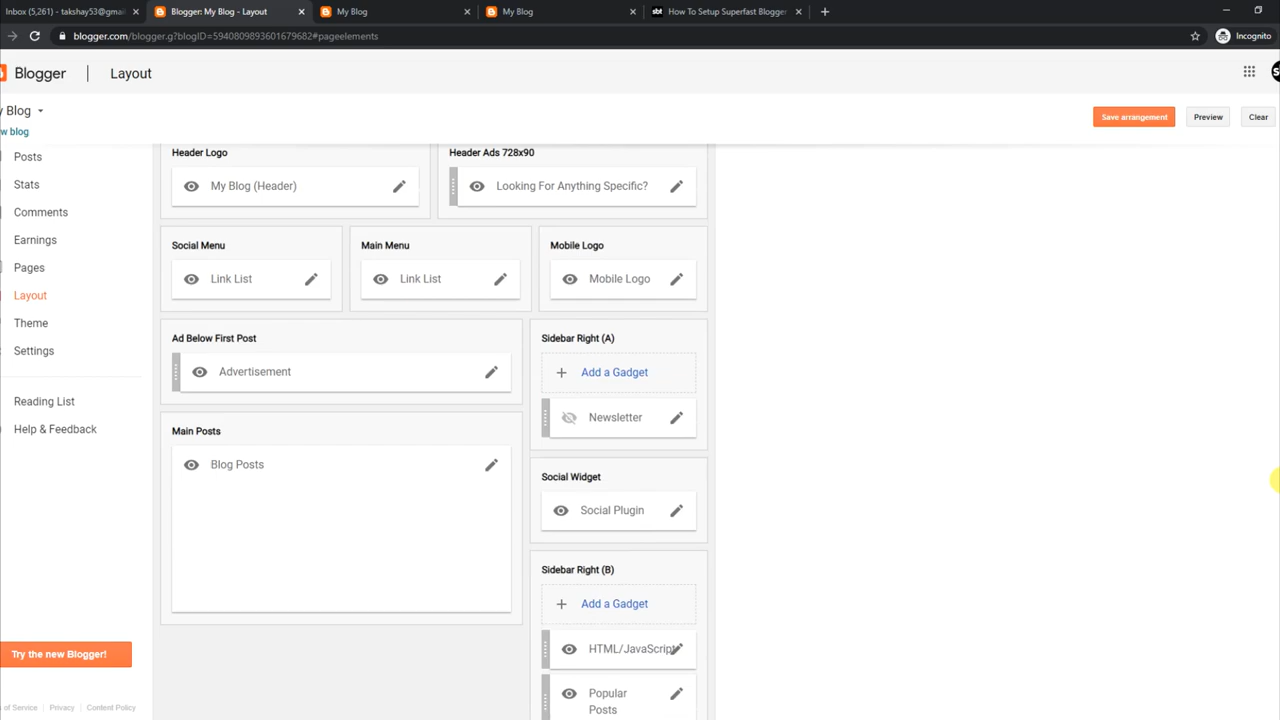 Inbox (5,261) - takshay53@gmai
Blogger: My Blog - Layout
My Blog
My Blog
sbt
How To Setup Superfast Blogger
Incognito
blogger.com/blogger.g?blogID=5940809893601679682#pageelements
Blogger
Layout
y Blog
w blog
Save arrangement
Preview
Clear
Posts
Stats
Comments
Earnings
Pages
Layout
Theme
Settings
Reading List
Help & Feedback
Try the new Blogger!
s of Service
Privacy
Content Policy
Header Logo
My Blog (Header)
Header Ads 728x90
Looking For Anything Specific?
Social Menu
Link List
Main Menu
Link List
Mobile Logo
Mobile Logo
Ad Below First Post
Advertisement
Main Posts
Blog Posts
Sidebar Right (A)
Add a Gadget
Newsletter
Social Widget
Social Plugin
Sidebar Right (B)
Add a Gadget
HTML/JavaScript
Popular
Posts